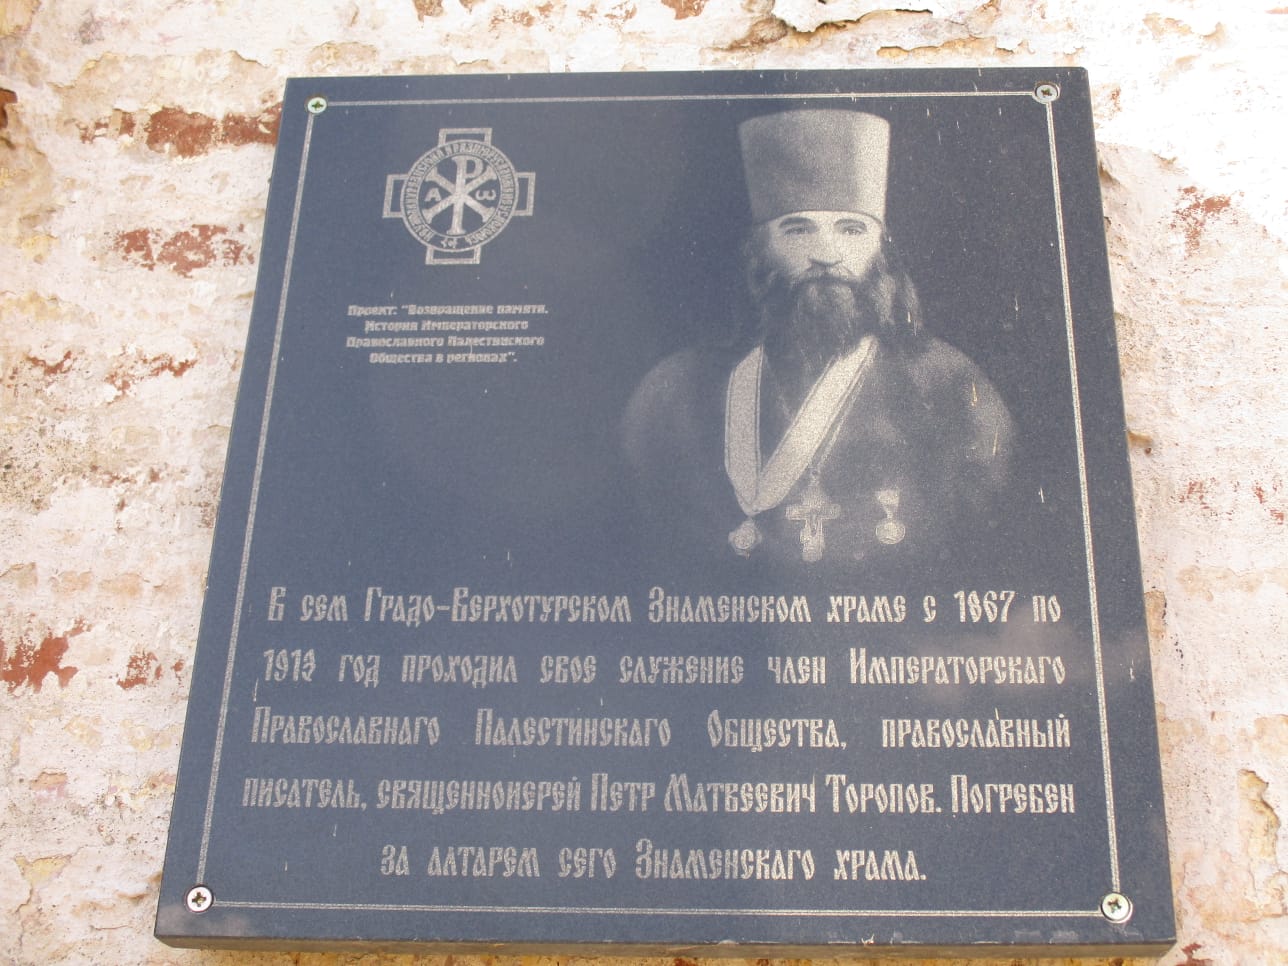 А Ѡ
Проект: "Возвращение памяти.
История Императорского
Православного Палестинского
Общества в регионах".
В сем Градо-Верхотурском Знаменском храме с 1867 по
1913 год проходил свое служение член Императорскаго
Православнаго Палестинскаго Общества, православный
писатель, священноиерей Петр Матвеевич Торопов. Погребен
за алтарем сего Знаменскаго храма.